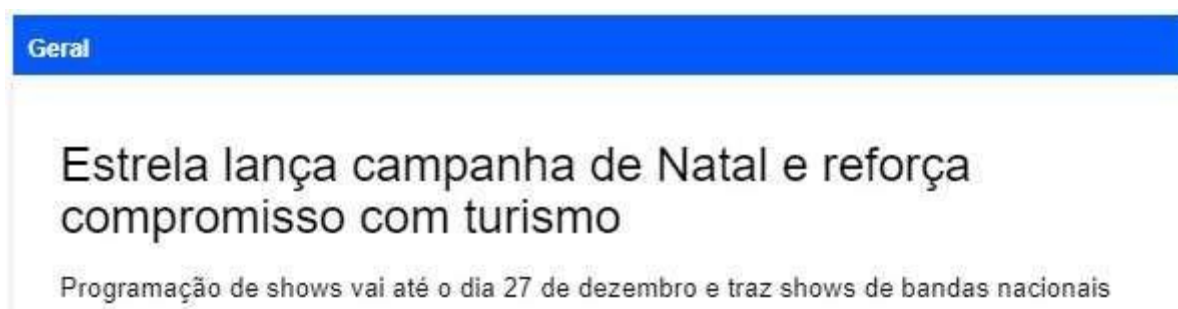 Geral
Estrela lança campanha de Natal e reforça
compromisso com turismo
Programação de shows vai até o dia 27 de dezembro e traz shows de bandas nacionais